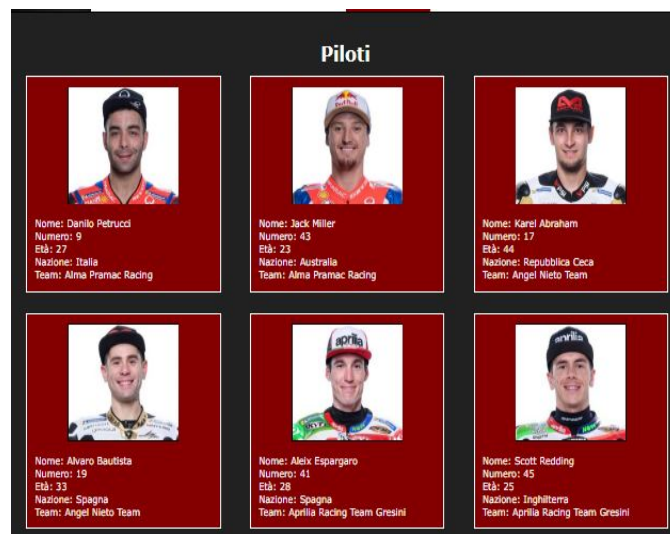 Piloti
Nome: Danilo Petrucci
Numero: 9
Età: 27
Nazione: Italia
Team: Alma Pramac Racing
Red Bull
Nome: Jack Miller
Numero: 43
Età: 23
Nazione: Australia
Team: Alma Pramac Racing
Nome: Karel Abraham
Numero: 17
Età: 44
Nazione: Repubblica Ceca
Team: Angel Nieto Team
Nome: Alvaro Bautista
Numero: 19
Età: 33
Nazione: Spagna
Team: Angel Nieto Team
aprilia
Nome: Aleix Espargaro
Numero: 41
Età: 28
Nazione: Spagna
Team: Aprilia Racing Team Gresini
aprilia
Nome: Scott Redding
Numero: 45
Età: 25
Nazione: Inghilterra
Team: Aprilia Racing Team Gresini